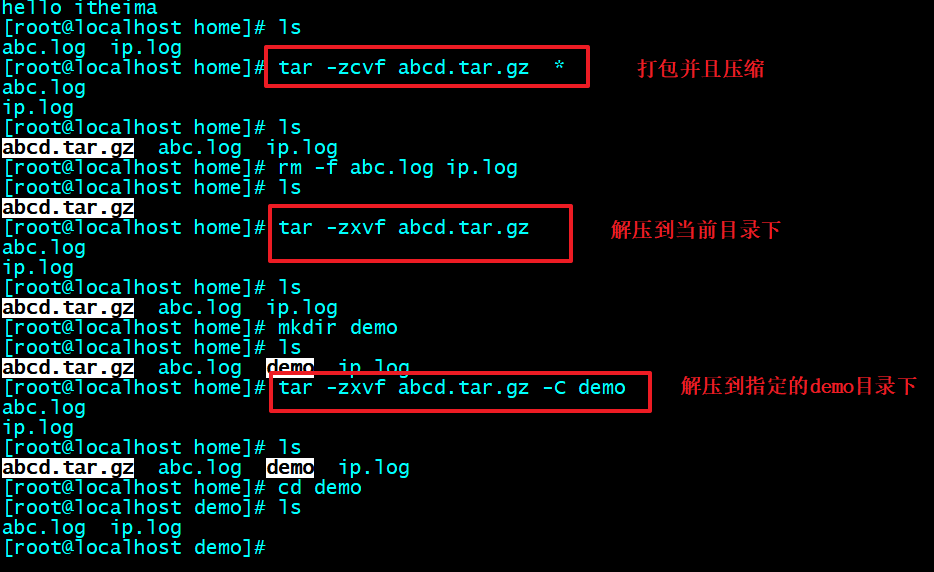 hello itheima
[root@localhost home]# ls
abc.log  ip.log
[root@localhost home]# tar -zcvf abcd.tar.gz  *
打包并且压缩
abc.log
ip.log
[root@localhost home]# ls
abcd.tar.gz  abc.log  ip.log
[root@localhost home]# rm -f abc.log ip.log
[root@localhost home]# ls
abcd.tar.gz
[root@localhost home]# tar -zxvf abcd.tar.gz
解压到当前目录下
abc.log
ip.log
[root@localhost home]# ls
abcd.tar.gz  abc.log  ip.log
[root@localhost home]# mkdir demo
[root@localhost home]# ls
abcd.tar.gz  abc.log  demo  ip.log
[root@localhost home]# tar -zxvf abcd.tar.gz -C demo
解压到指定的demo目录下
abc.log
ip.log
[root@localhost home]# ls
abcd.tar.gz  abc.log  demo  ip.log
[root@localhost home]# cd demo
[root@localhost demo]# ls
abc.log  ip.log
[root@localhost demo]#